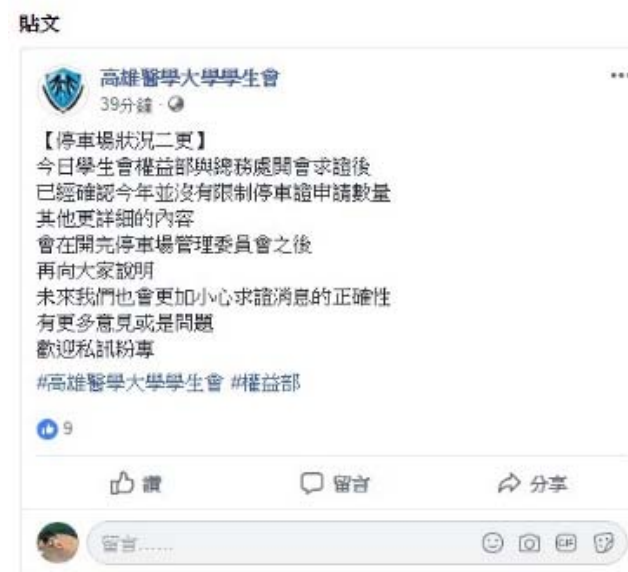 貼文
高雄醫學大學學生會
39分鐘 ·
【停車場狀況二更】
今日學生會權益部與總務處開會求證後
已經確認今年並沒有限制停車證申請數量
其他更詳細的內容
會在開完停車場管理委員會之後
再向大家說明
未來我們也會更加小心求證消息的正確性
有更多意見或是問題
歡迎私訊粉專
#高雄醫學大學學生會 #權益部
9
讚 留言 分享
留言...... GIF